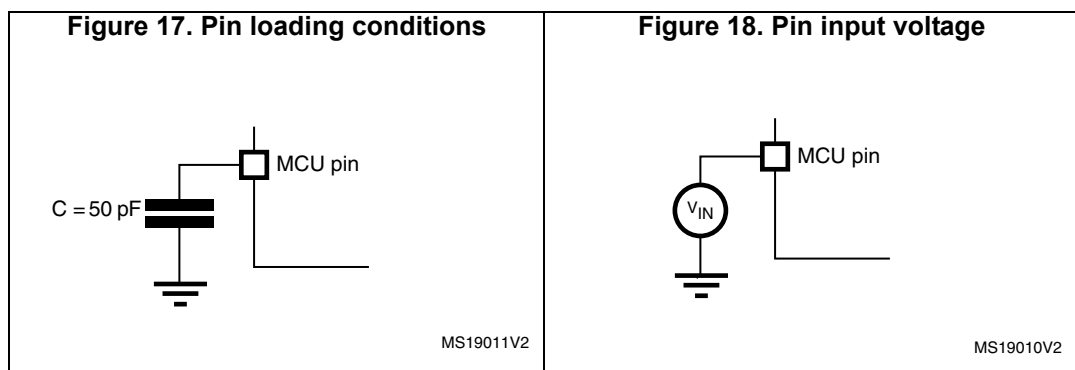 Figure 17. Pin loading conditions
Figure 18. Pin input voltage
MCU pin
C = 50 pF
MS19011V2
MCU pin
VIN
MS19010V2